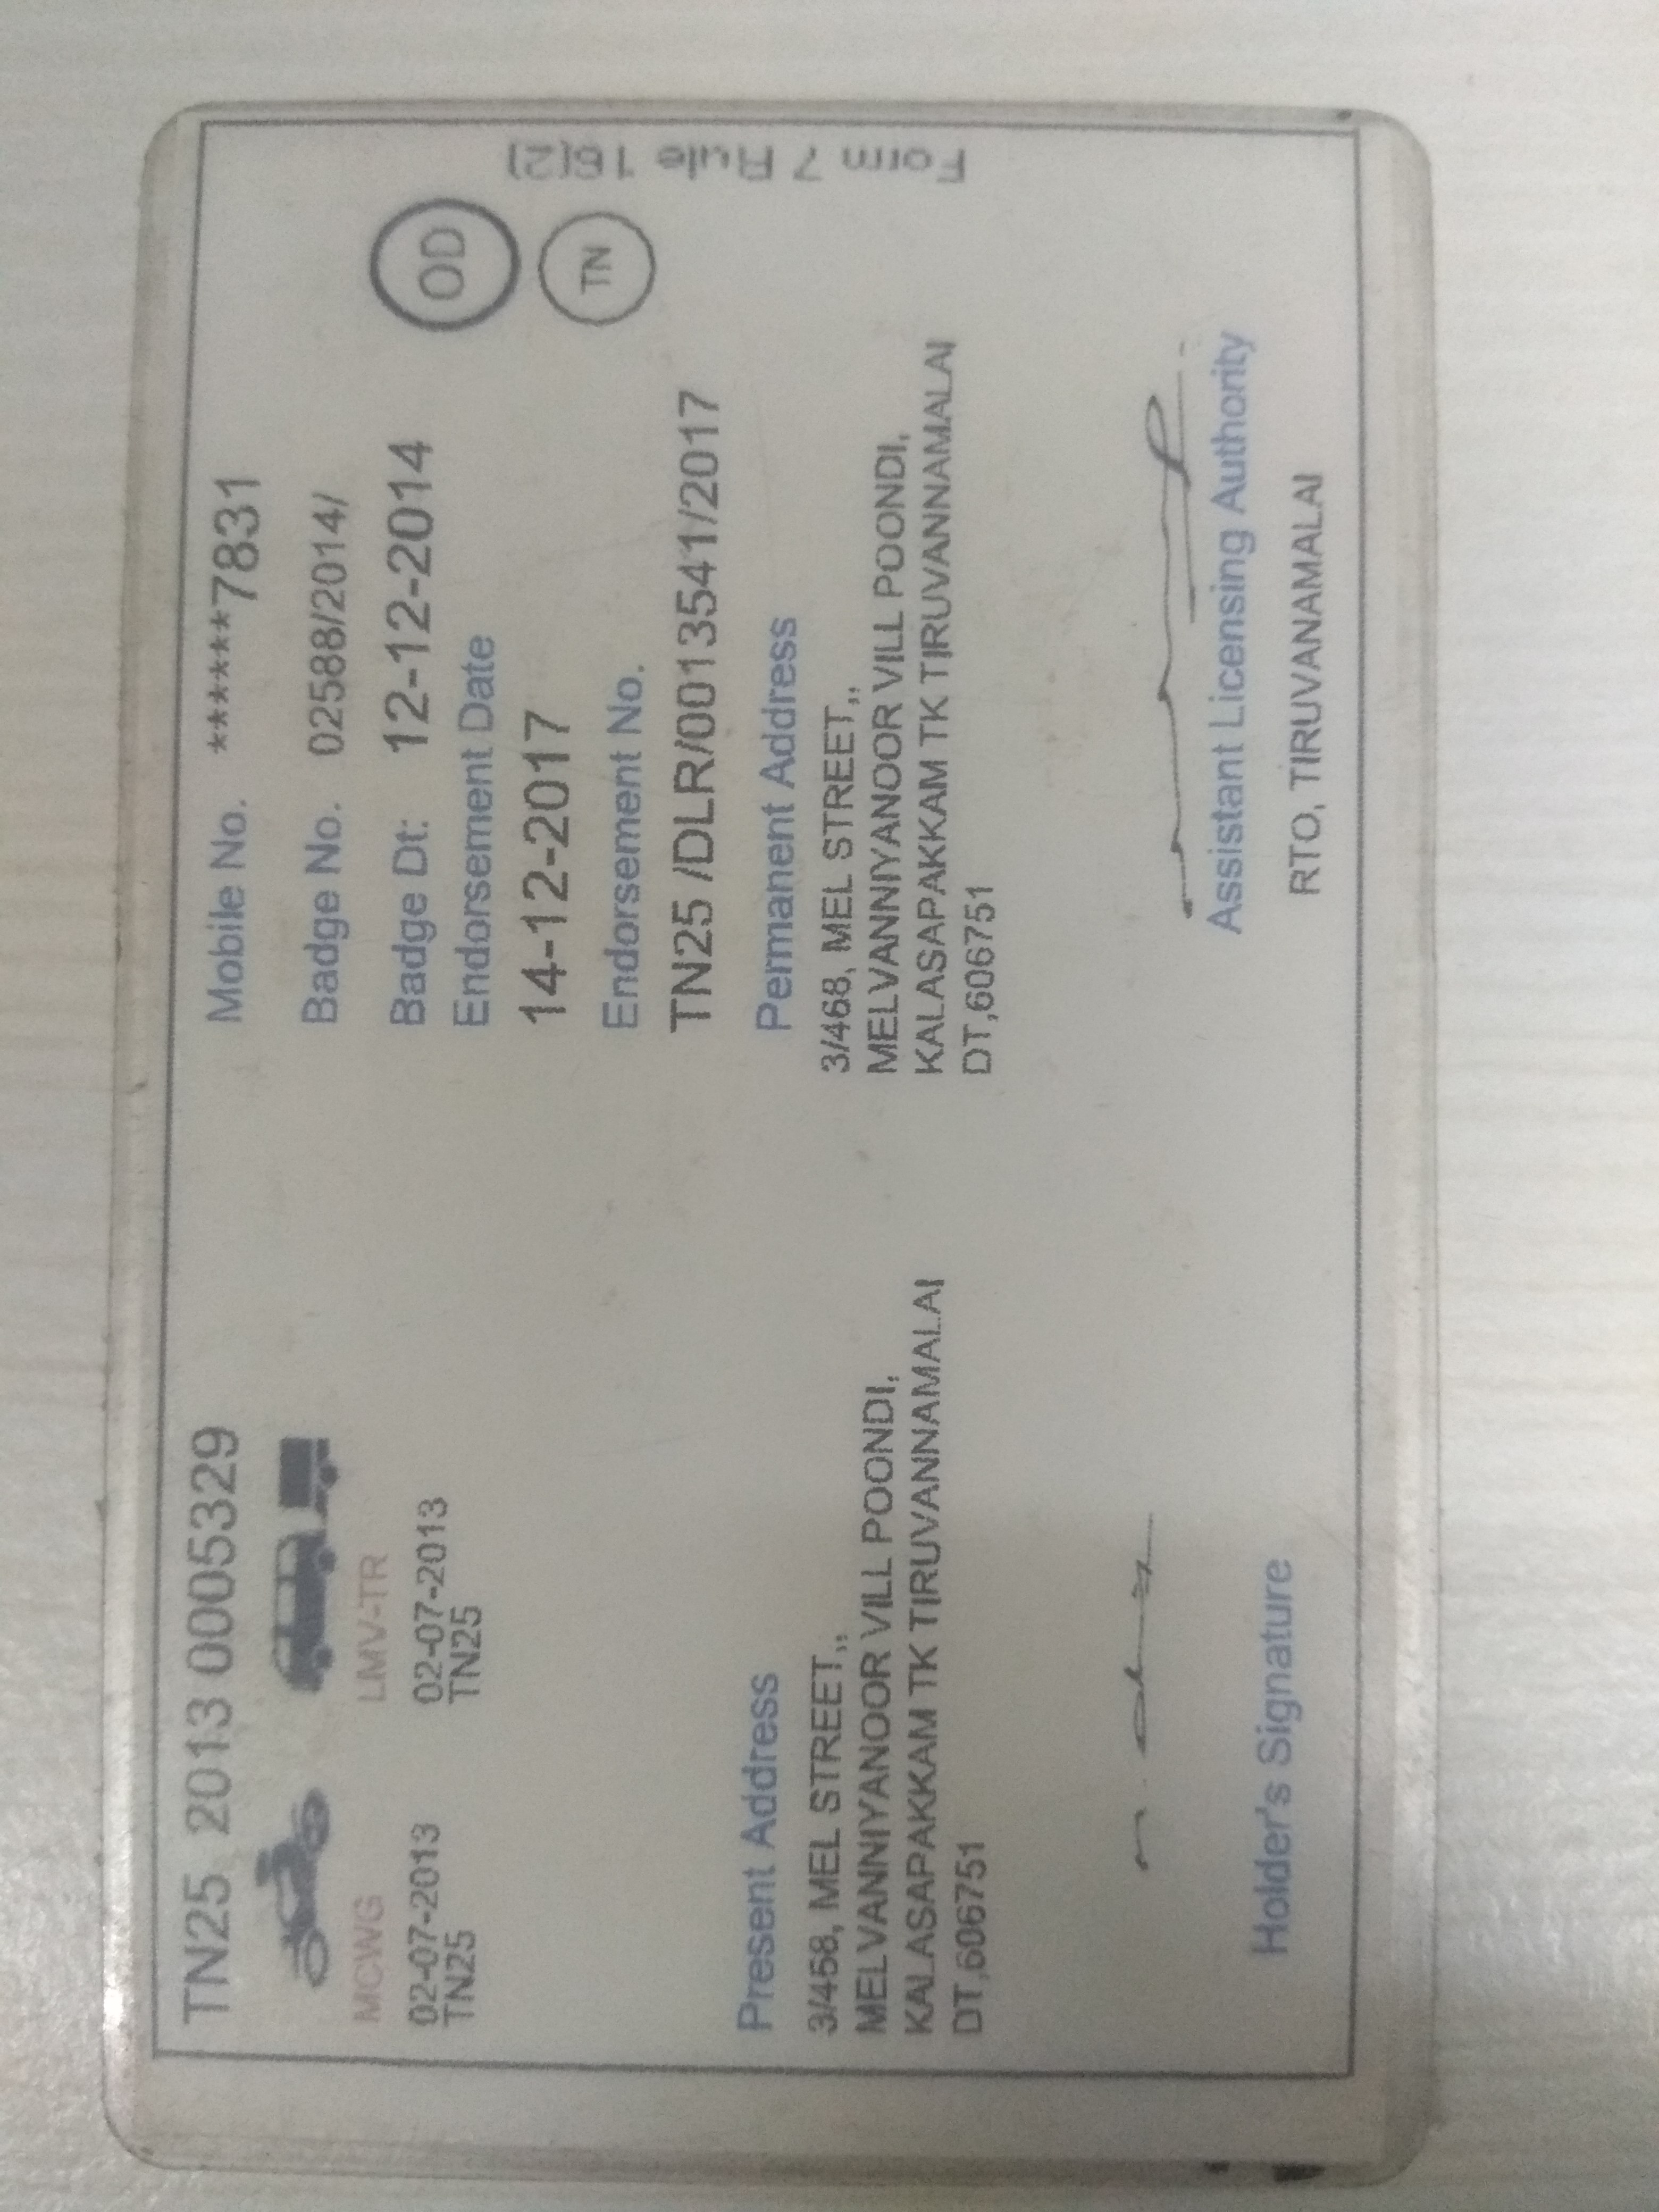 TN25 2013 0005329
MCWG
02-07-2013
TN25
LMV-TR
02-07-2013
TN25
Present Address
3/468, MEL STREET,,
MELVANNIYANOOR VILL POONDI,
KALASAPAKKAM TK TIRUVANNAMALAI
DT,606751
Holder's Signature
Mobile No. ******7831
Badge No. 02588/2014/
Badge Dt: 12-12-2014
Endorsement Date
14-12-2017
Endorsement No.
TN25 /DLR/0013541/2017
Permanent Address
3/468, MEL STREET,,
MELVANNIYANOOR VILL POONDI,
KALASAPAKKAM TK TIRUVANNAMALAI
DT,606751
Assistant Licensing Authority
RTO, TIRUVANAMALAI
OD
TN
Form 7 Rule 16(2)